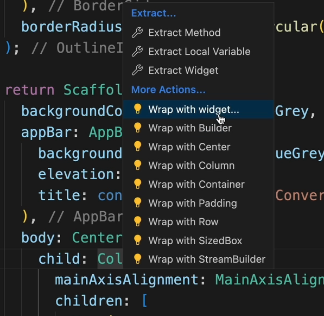 ), // BorderSi
Extract...
borderRadius
cular(
Extract Method
); // OutlineI
Extract Local Variable
Extract Widget
return Scaffol
More Actions...
backgroundCo
Wrap with widget...
Grey,
appBar: AppB
Wrap with Builder
background
Wrap with Center
ueGrey
elevation:
Wrap with Column
title: con
Wrap with Container
Conver
), // AppBar
Wrap with Padding
body: Center
Wrap with Row
child: Col
Wrap with SizedBox
Wrap with StreamBuilder
mainAxisAlignment: MainAxisAlign
children: [